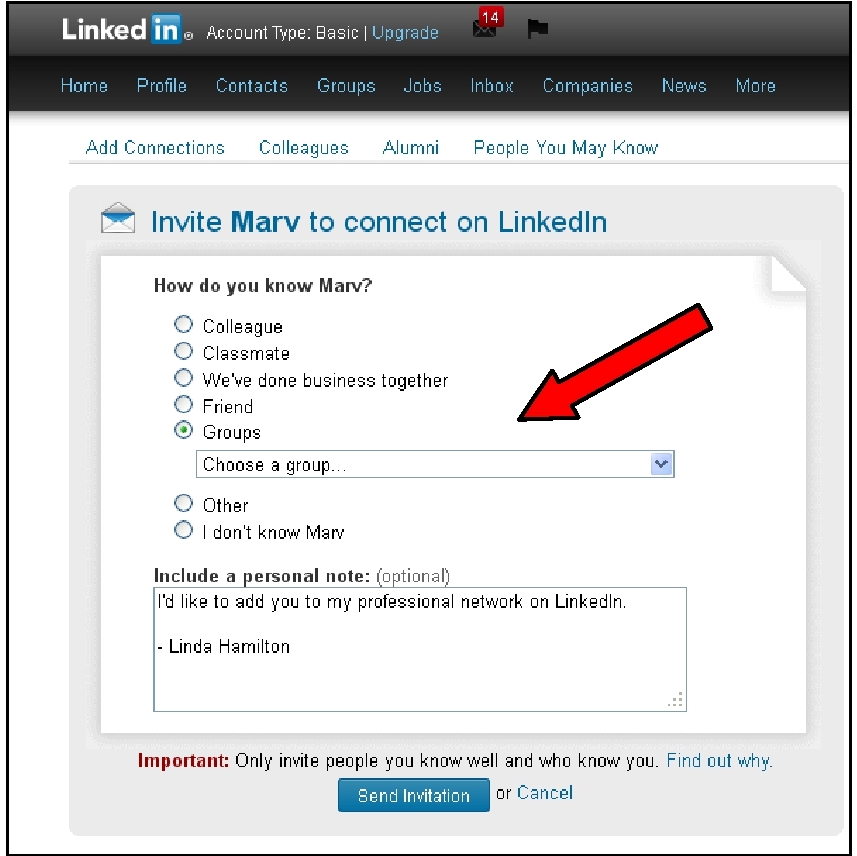 Linked in ® Account Type: Basic | Upgrade 14
Home Profile Contacts Groups Jobs Inbox Companies News More
Add Connections Colleagues Alumni People You May Know
Invite Marv to connect on LinkedIn
How do you know Marv?
Colleague
Classmate
We've done business together
Friend
Groups
Choose a group...
Other
I don't know Marv
Include a personal note: (optional)
I'd like to add you to my professional network on LinkedIn.
- Linda Hamilton
Important: Only invite people you know well and who know you. Find out why.
Send Invitation or Cancel